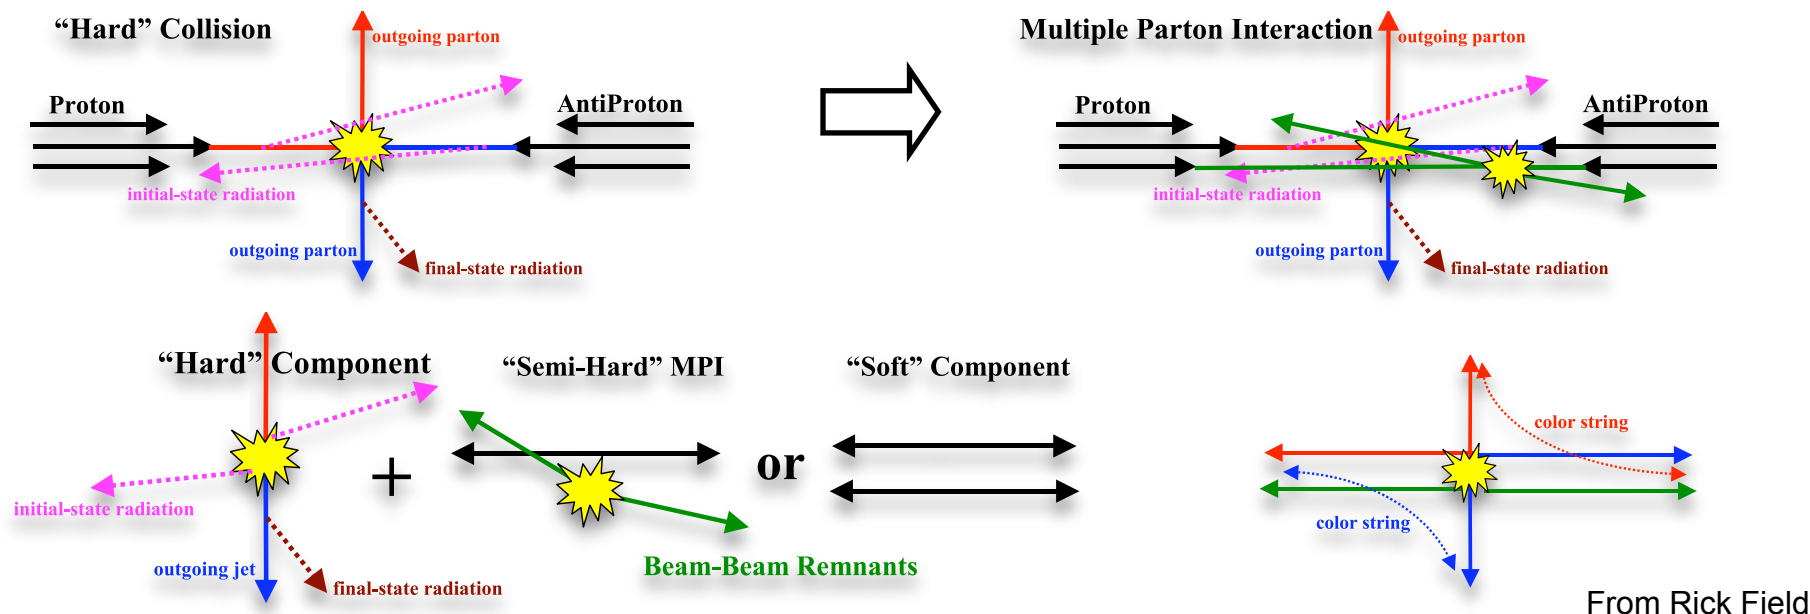 “Hard” Collision
outgoing parton
Proton
AntiProton
initial-state radiation
outgoing parton
final-state radiation
Multiple Parton Interaction
outgoing parton
Proton
AntiProton
initial-state radiation
outgoing parton
final-state radiation
“Hard” Component
initial-state radiation
outgoing jet
final-state radiation
+
“Semi-Hard” MPI
or
“Soft” Component
Beam-Beam Remnants
color string
color string
From Rick Field